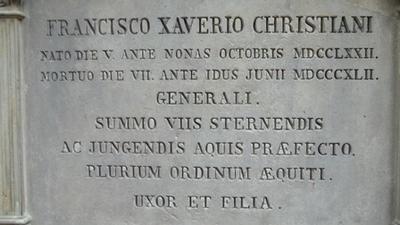 FRANCISCO XAVERIO CHRISTIANI
NATO DIE V. ANTE NONAS OCTOBRIS MDCCLXXII.
MORTUO DIE VII. ANTE IDUS JUNII MDCCCXLII.
GENERALI.
SUMMO VIIS STERNENDIS
AC JUNGENDIS AQUIS PRÆFECTO.
PLURIUM ORDINUM ÆQUITI.
UXOR ET FILIA.